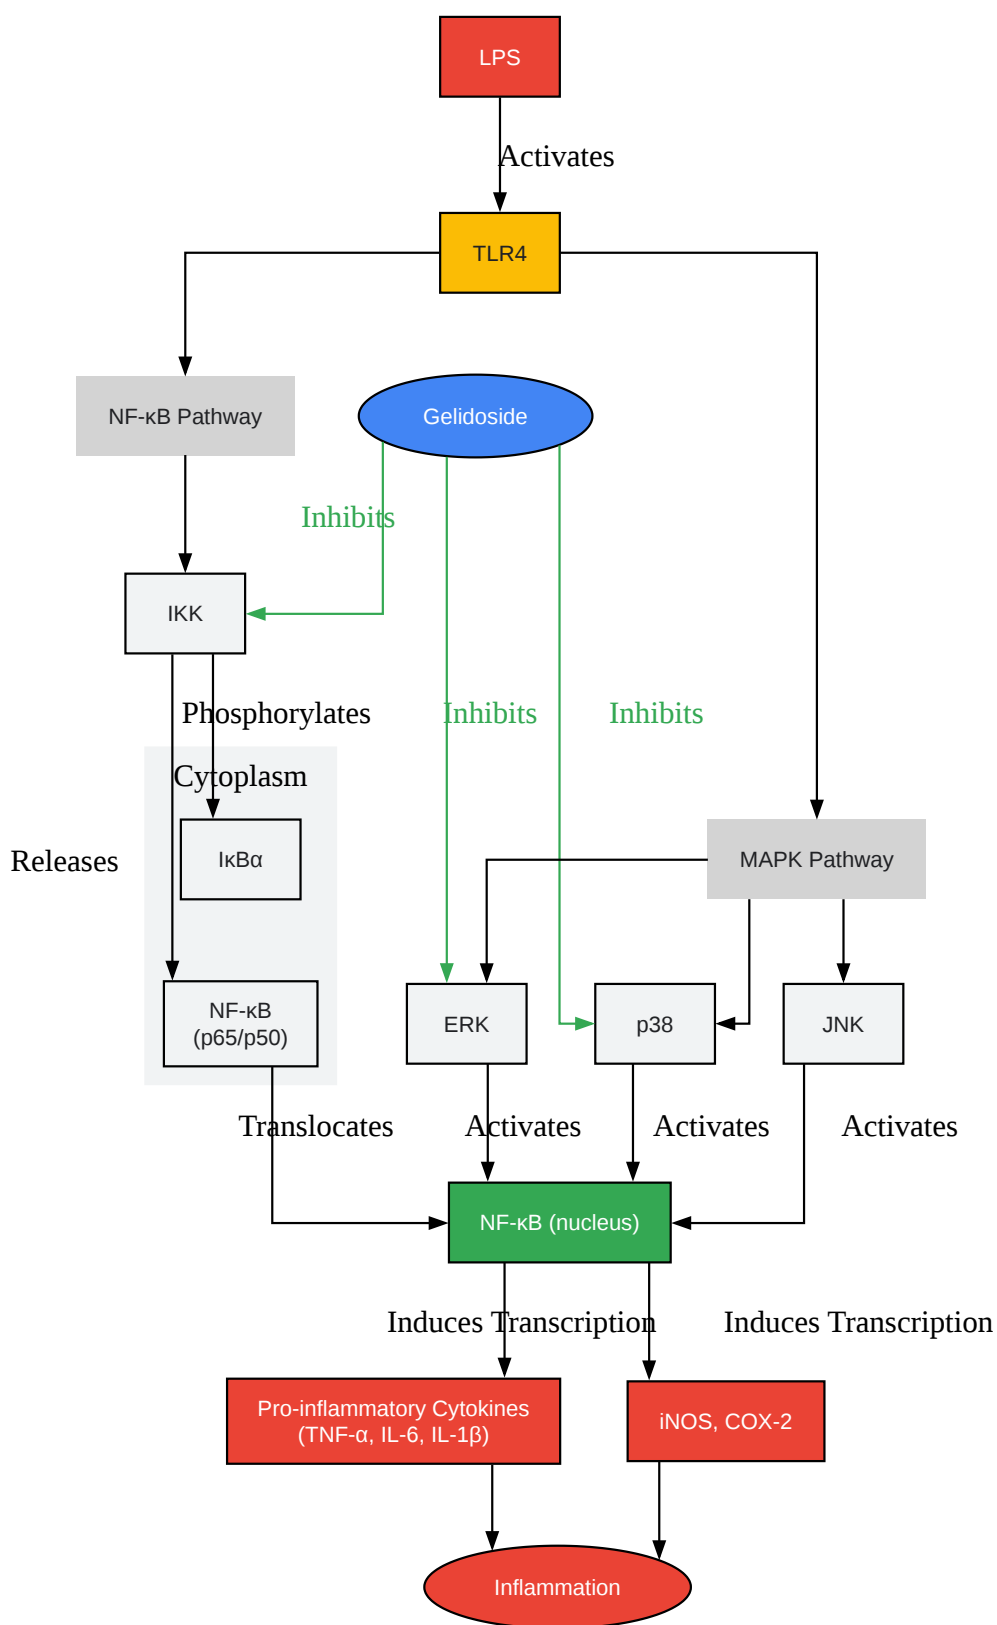 LPS
Activates
TLR4
NF-κB Pathway
Gelidoside
Inhibits
IKK
Phosphorylates
Inhibits
Inhibits
Cytoplasm
IκBα
Releases
MAPK Pathway
NF-κB
(p65/p50)
ERK
p38
JNK
Translocates
Activates
Activates
Activates
NF-κB (nucleus)
Induces Transcription
Induces Transcription
Pro-inflammatory Cytokines
(TNF-α, IL-6, IL-1β)
iNOS, COX-2
Inflammation